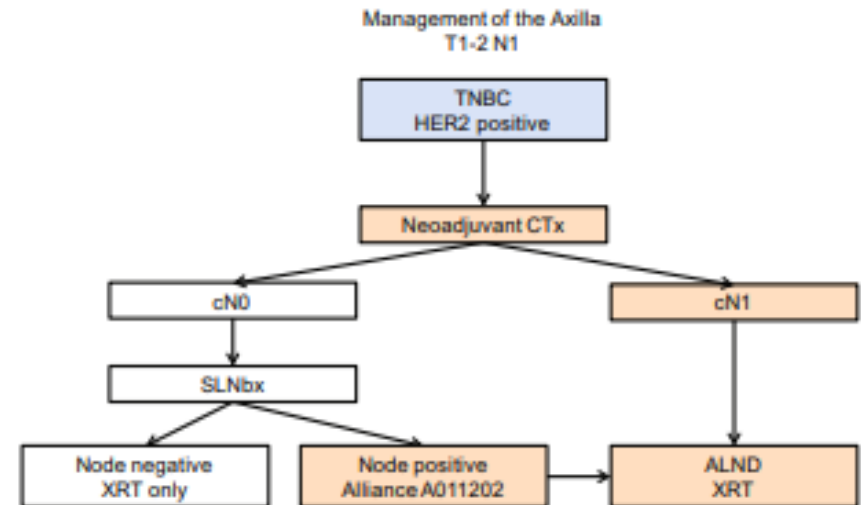 Management of the Axilla
T1-2 N1
TNBC
HER2 positive
Neoadjuvant CTx
cN0
cN1
SLNbx
Node negative
XRT only
Node positive
Alliance A011202
ALND
XRT